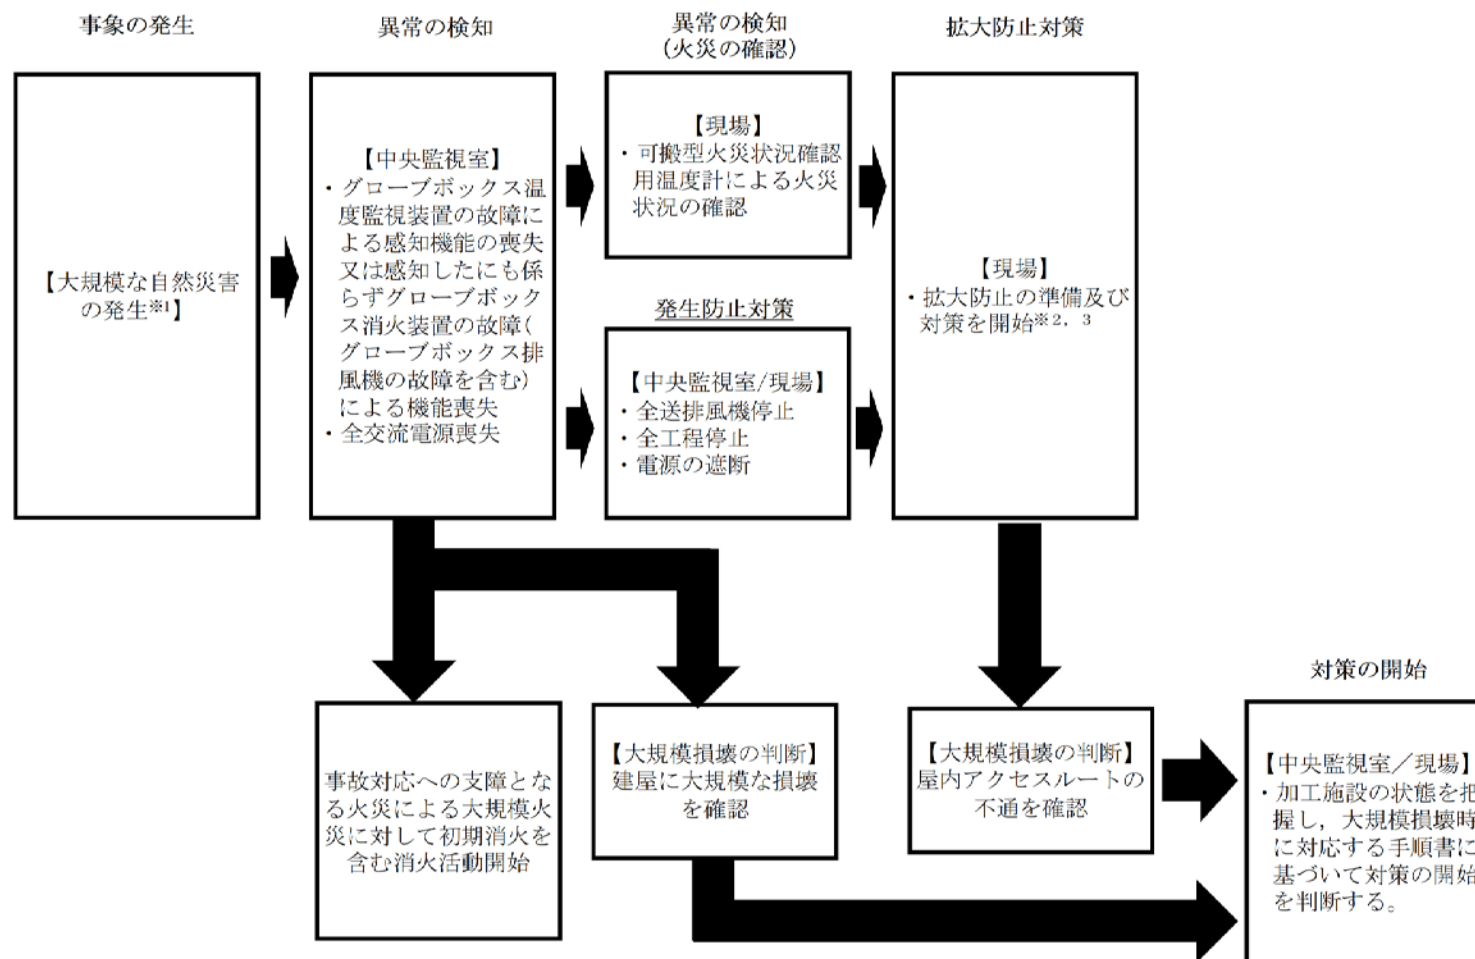 事象の発生
異常の検知
異常の検知
（火災の確認）
拡大防止対策
【大規模な自然災害
の発生※1】
【中央監視室】
・グローブボックス温
度監視装置の故障に
よる感知機能の喪失
又は感知したにも係
らずグローブボック
ス消火装置の故障(
グローブボックス排
風機の故障を含む)
による機能喪失
・全交流電源喪失
【現場】
・可搬型火災状況確認
用温度計による火災
状況の確認
発生防止対策
【中央監視室/現場】
・全送排風機停止
・全工程停止
・電源の遮断
【現場】
・拡大防止の準備及び
対策を開始※2，3
事故対応への支障とな
る火災による大規模火
災に対して初期消火を
含む消火活動開始
【大規模損壊の判断】
建屋に大規模な損壊
を確認
【大規模損壊の判断】
屋内アクセスルートの
不通を確認
対策の開始
【中央監視室／現場】
・加工施設の状態を把
握し，大規模損壊時
に対応する手順書に
基づいて対策の開始
を判断する。